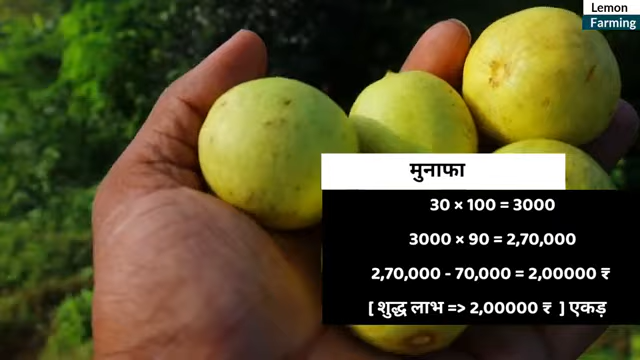 Lemon
Farming
मुनाफा
30 × 100 = 3000
3000 × 90 = 2,70,000
2,70,000 - 70,000 = 2,00000 ₹
[ शुद्ध लाभ => 2,00000 ₹ ] एकड़